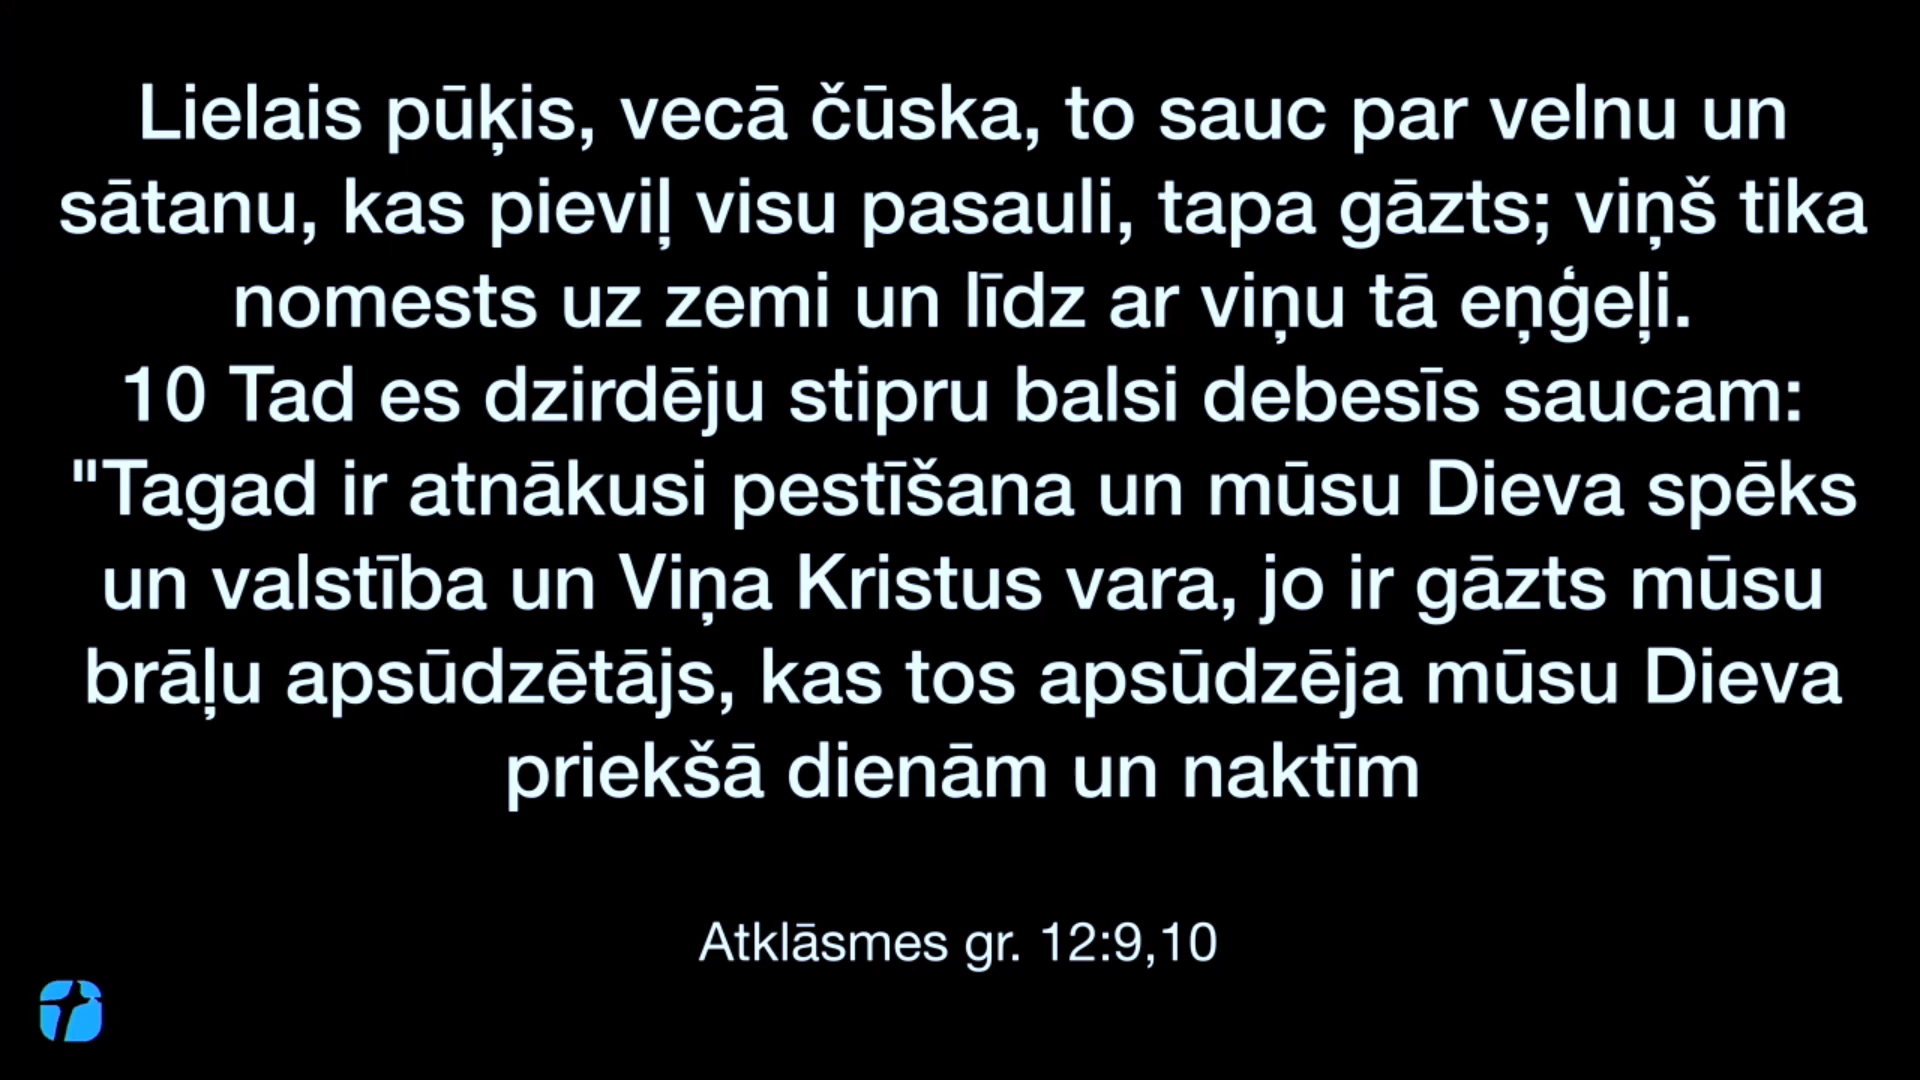 Lielais pūķis, vecā čūska, to sauc par velnu un
sātanu, kas pieviļ visu pasauli, tapa gāzts; viņš tika
nomests uz zemi un līdz ar viņu tā eņģeļi.
10 Tad es dzirdēju stipru balsi debesīs saucam:
"Tagad ir atnākusi pestīšana un mūsu Dieva spēks
un valstība un Viņa Kristus vara, jo ir gāzts mūsu
brāļu apsūdzētājs, kas tos apsūdzēja mūsu Dieva
priekšā dienām un naktīm
Atklāsmes gr. 12:9,10